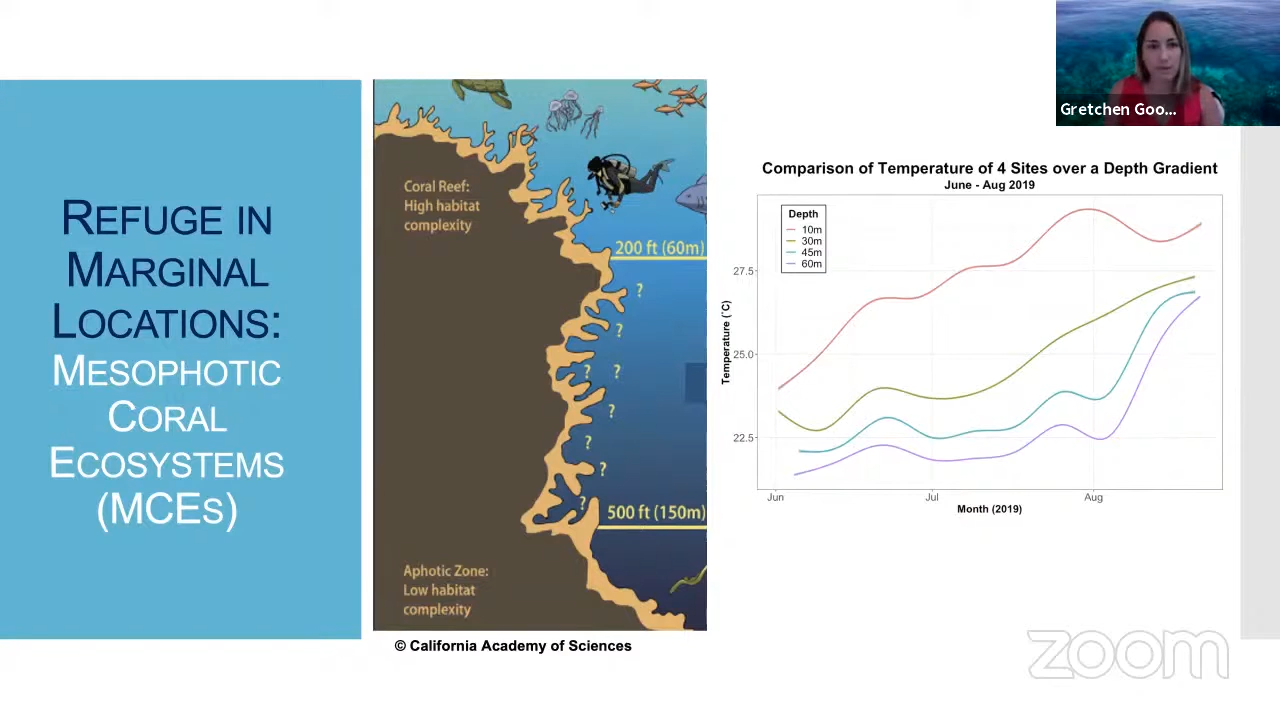 REFUGE IN
MARGINAL
LOCATIONS:
MESOPHOTIC
CORAL
ECOSYSTEMS
(MCES)
Coral Reef:
High habitat
complexity
200 ft (60m)
?
?
?
?
?
?
?
?
500 ft (150m)
Aphotic Zone:
Low habitat
complexity
© California Academy of Sciences
Gretchen Goo...
Comparison of Temperature of 4 Sites over a Depth Gradient
June - Aug 2019
Depth
10m
30m
45m
60m
27.5
25.0
22.5
Temperature (°C)
Jun
Jul
Aug
Month (2019)
zoom